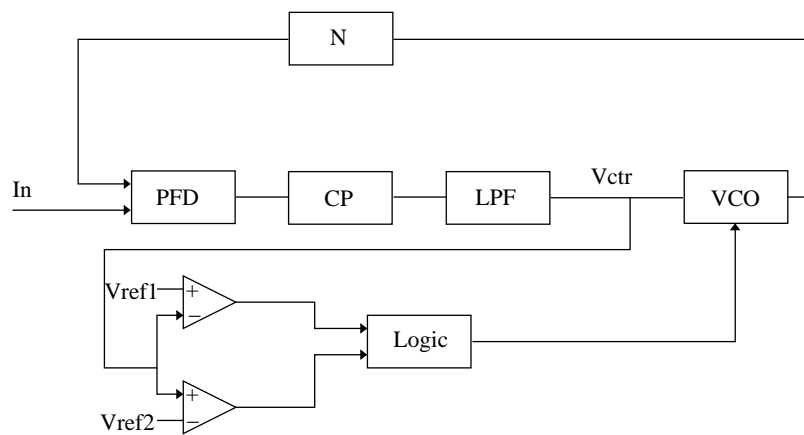 N
In
PFD
CP
LPF
Vctr
VCO
Vref1
+
−
Logic
+
−
Vref2